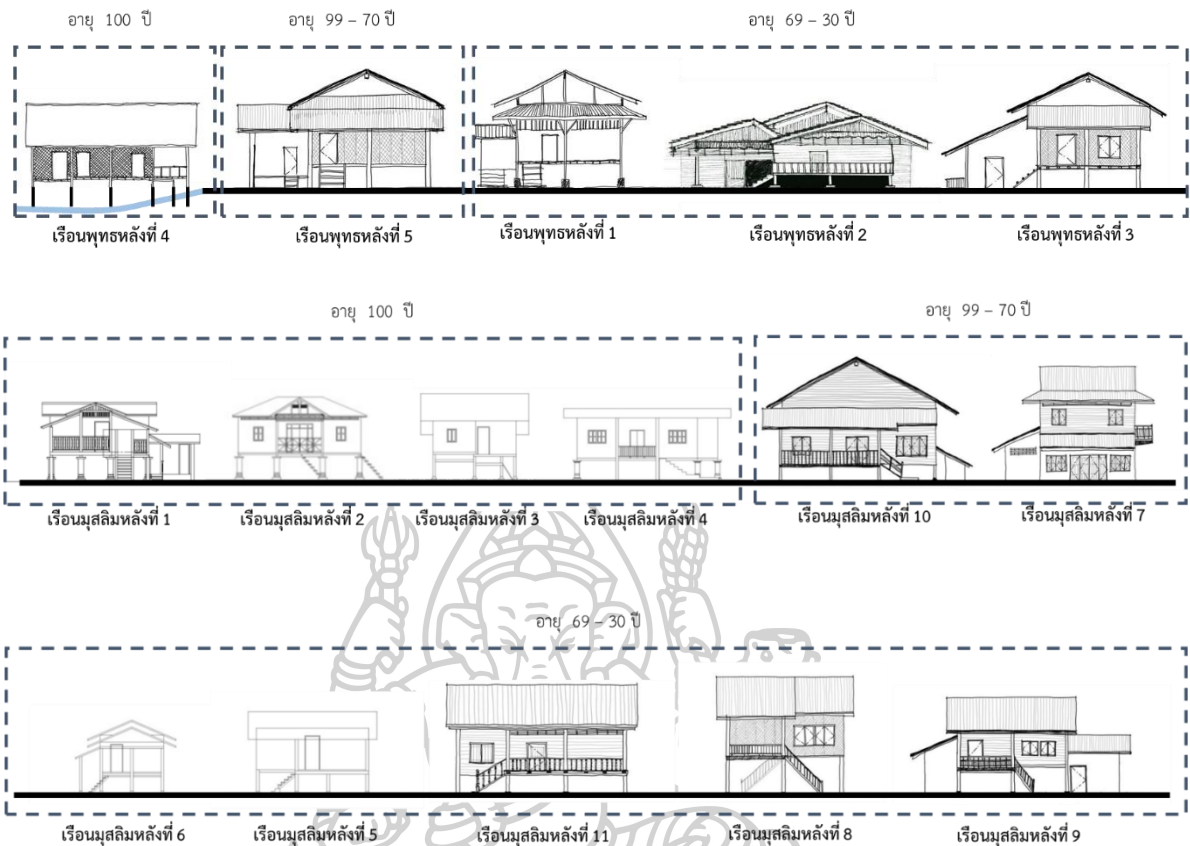 อายุ 100 ปี
อายุ 99 – 70 ปี
อายุ 69 – 30 ปี
เรือนพุทธหลังที่ 4
เรือนพุทธหลังที่ 5
เรือนพุทธหลังที่ 1
เรือนพุทธหลังที่ 2
เรือนพุทธหลังที่ 3
อายุ 100 ปี
อายุ 99 – 70 ปี
เรือนมุสลิมหลังที่ 1
เรือนมุสลิมหลังที่ 2
เรือนมุสลิมหลังที่ 3
เรือนมุสลิมหลังที่ 4
เรือนมุสลิมหลังที่ 10
เรือนมุสลิมหลังที่ 7
อายุ 69 – 30 ปี
เรือนมุสลิมหลังที่ 6
เรือนมุสลิมหลังที่ 5
เรือนมุสลิมหลังที่ 11
เรือนมุสลิมหลังที่ 8
เรือนมุสลิมหลังที่ 9